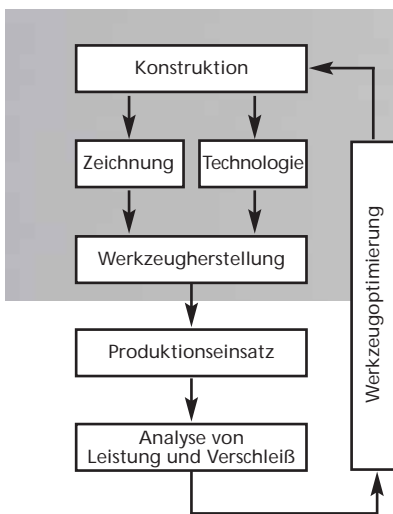 Konstruktion
Zeichnung
Technologie
Werkzeugherstellung
Produktionseinsatz
Analyse von
Leistung und Verschleiß
Werkzeugoptimierung